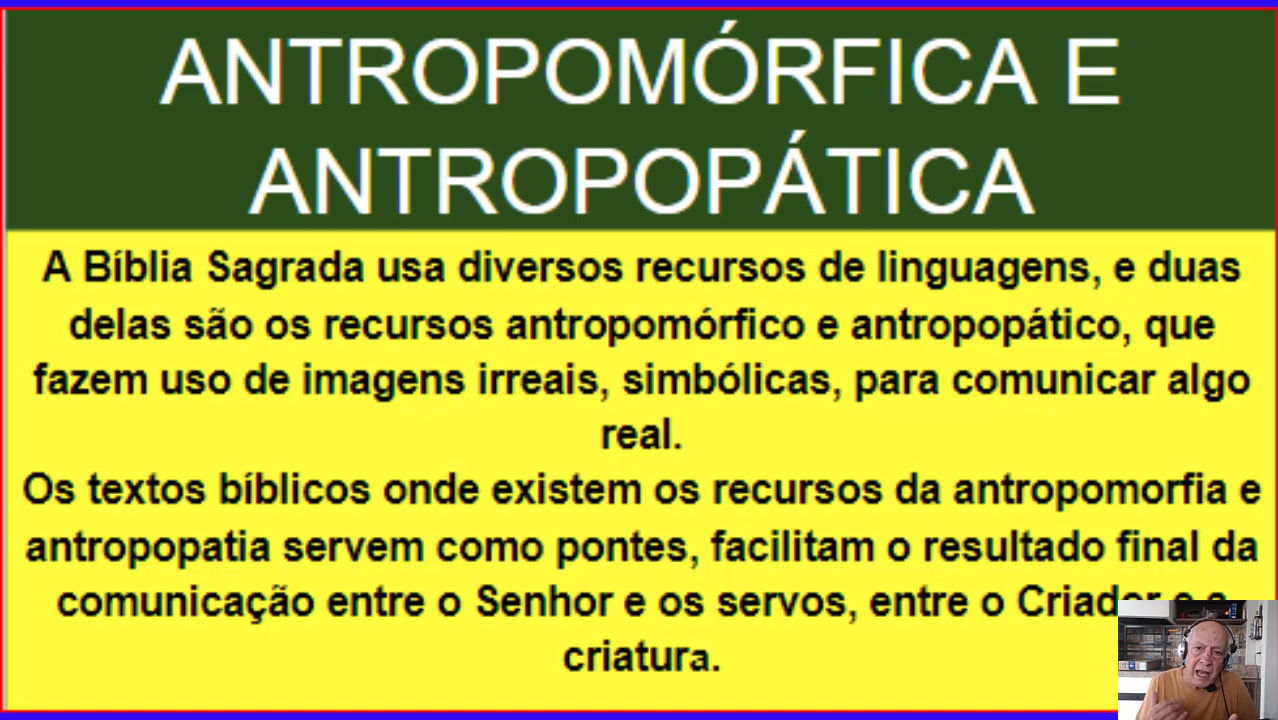 ANTROPOMÓRFICA E
ANTROPOPÁTICA
A Bíblia Sagrada usa diversos recursos de linguagens, e duas
delas são os recursos antropomórfico e antropopático, que
fazem uso de imagens irreais, simbólicas, para comunicar algo
real.
Os textos bíblicos onde existem os recursos da antropomorfia e
antropopatia servem como pontes, facilitam o resultado final da
comunicação entre o Senhor e os servos, entre o Criador e a
criatura.